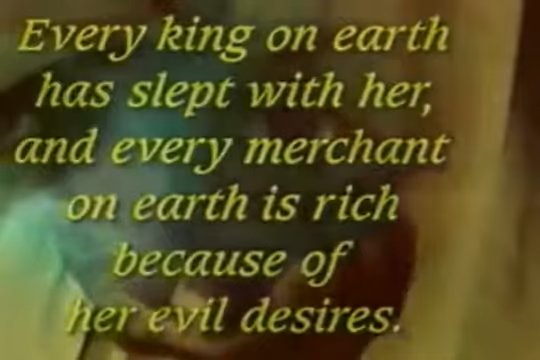 Every king on earth
has slept with her,
and every merchant
on earth is rich
because of
her evil desires.